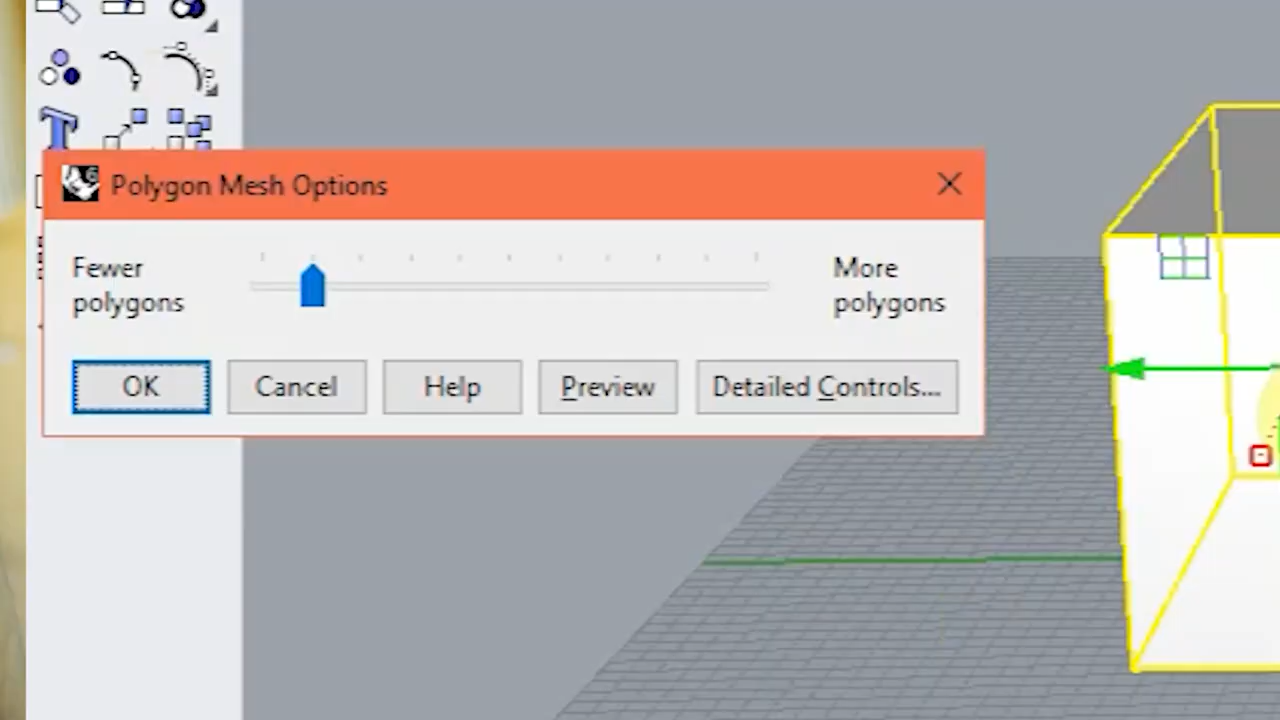 Polygon Mesh Options
Fewer
polygons
More
polygons
OK
Cancel
Help
Preview
Detailed Controls...